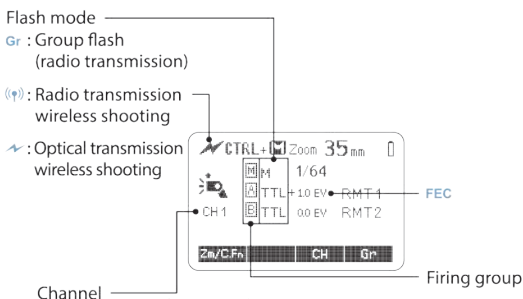 Flash mode
Gr : Group flash
(radio transmission)
: Radio transmission
wireless shooting
: Optical transmission
wireless shooting
CTRL+M Zoom 35mm
M M 1/64
A TTL +1.0 EV RMT1
FEC
CH1 B TTL 0.0 EV RMT2
Zm/C.Fn CH Gr
Firing group
Channel